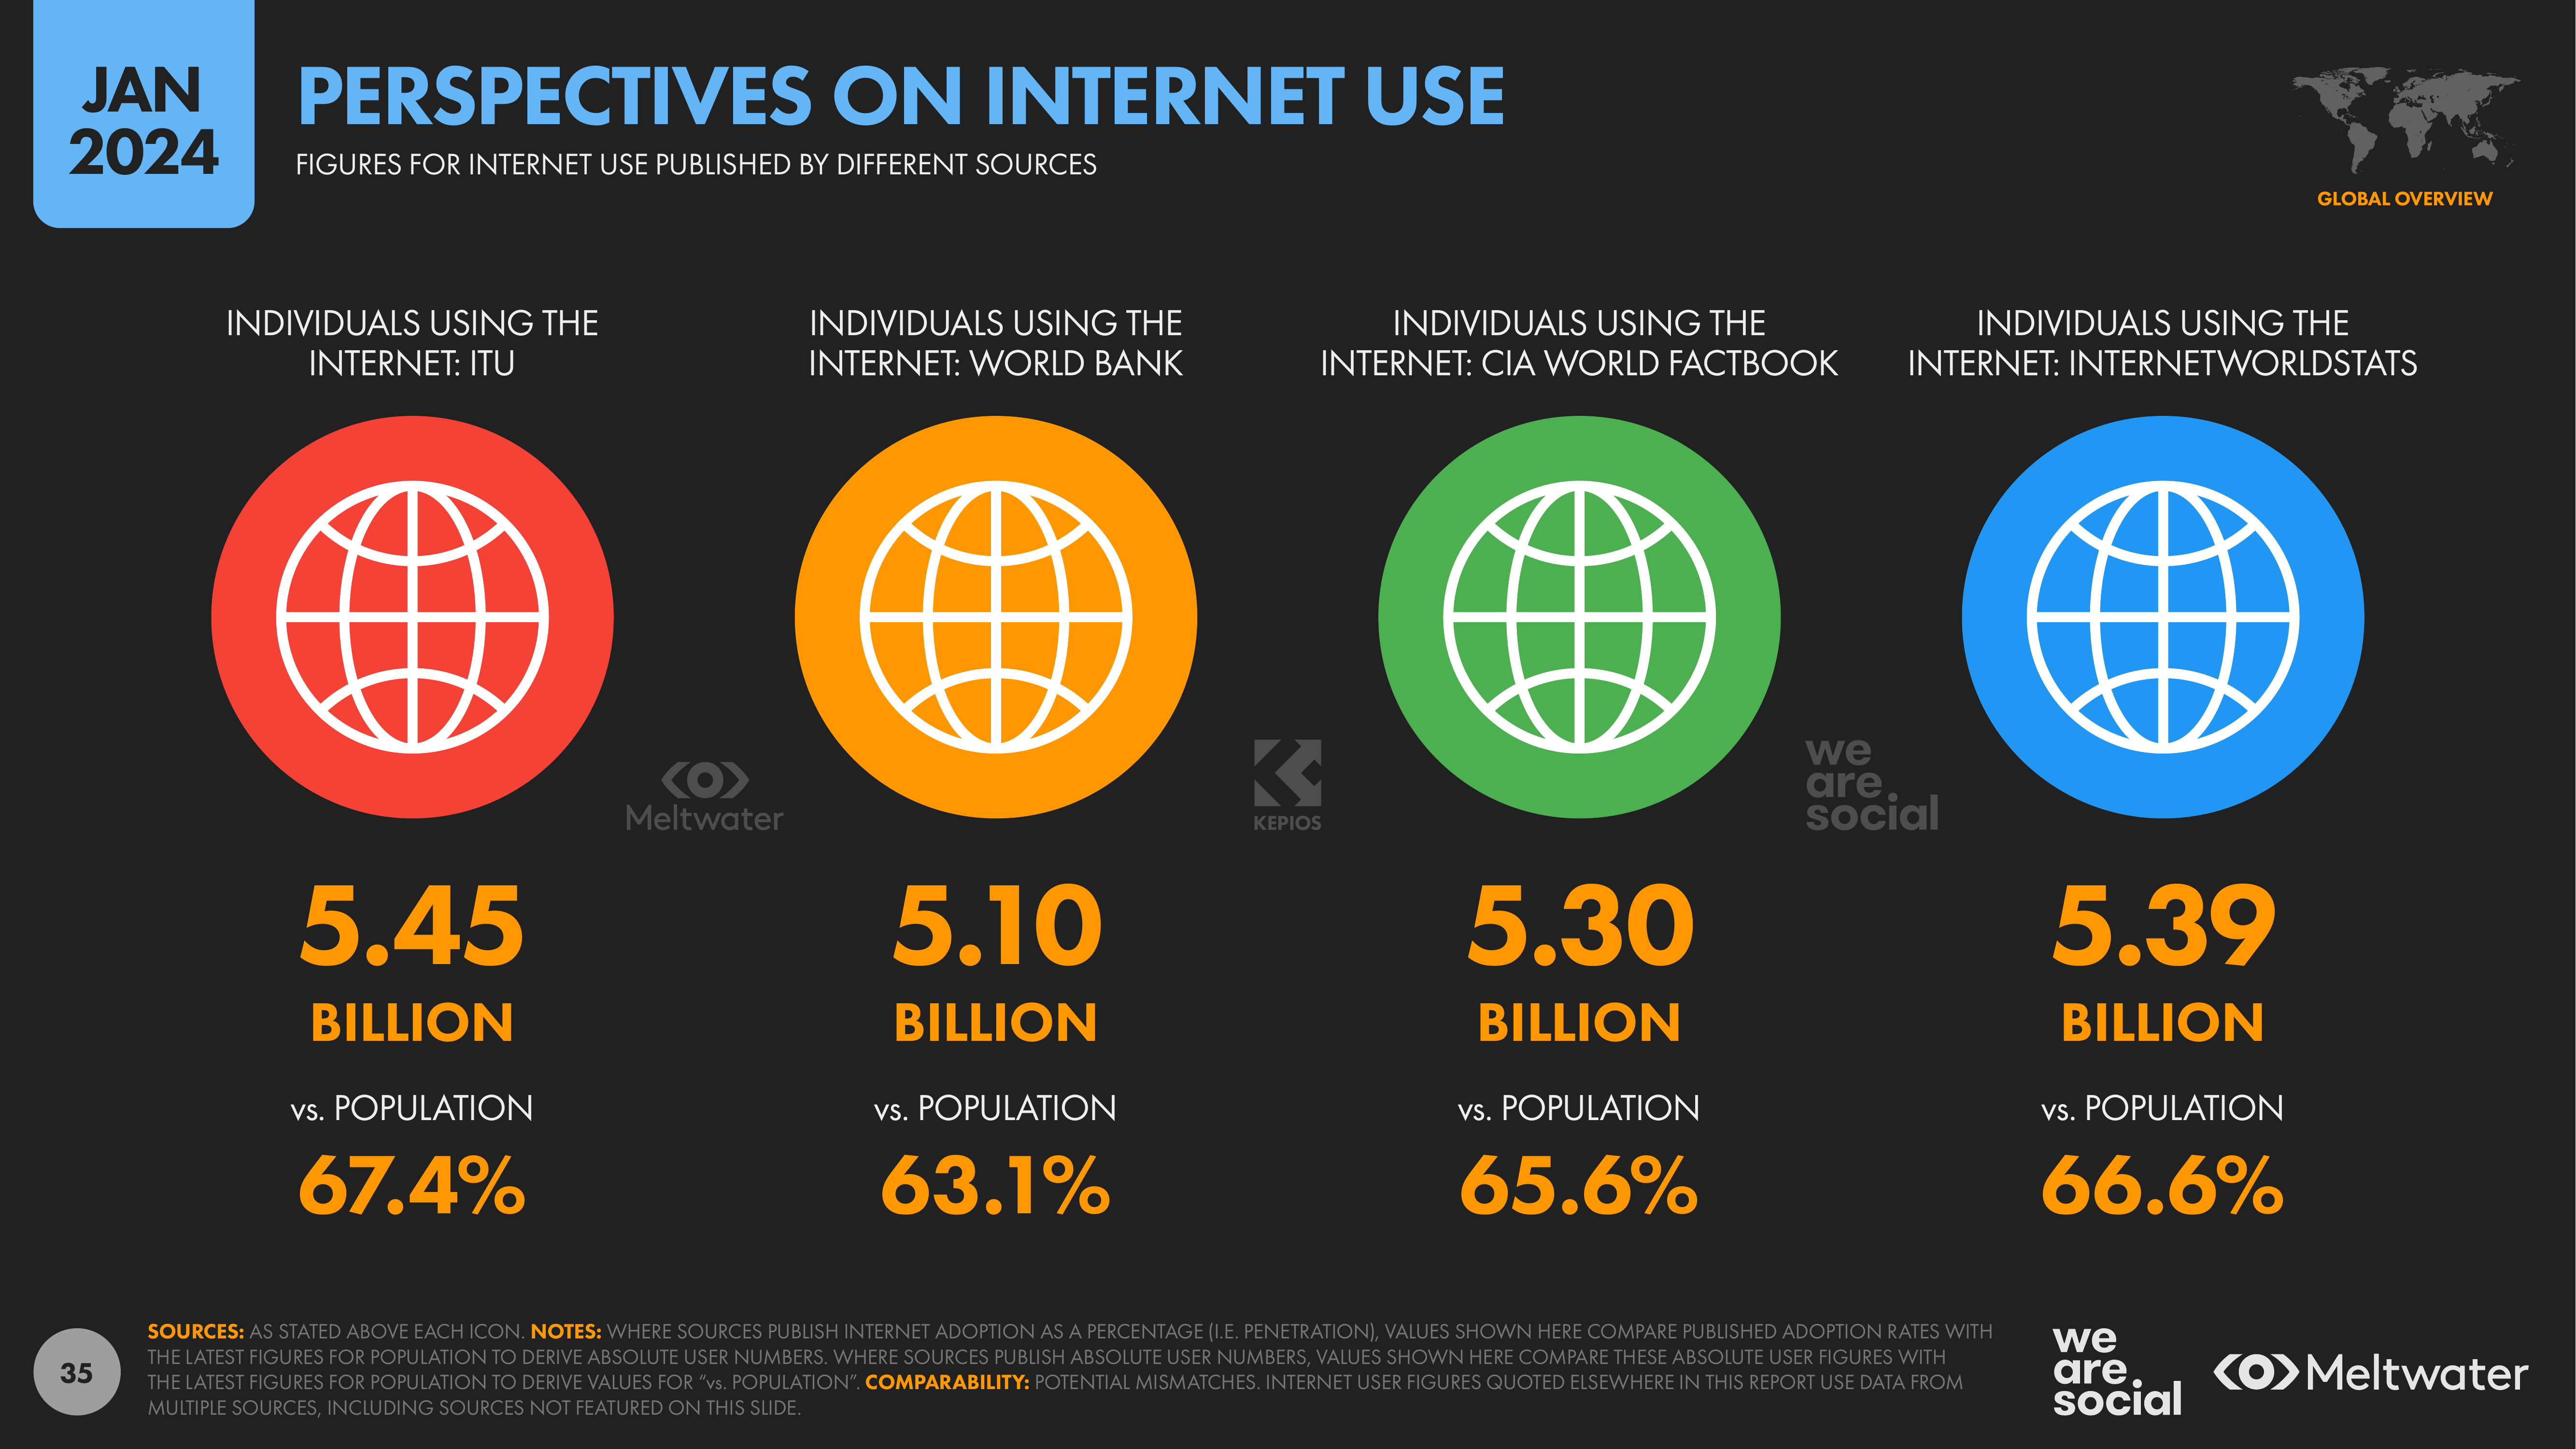 JAN
2024
PERSPECTIVES ON INTERNET USE
FIGURES FOR INTERNET USE PUBLISHED BY DIFFERENT SOURCES
GLOBAL OVERVIEW
INDIVIDUALS USING THE
INTERNET: ITU
5.45
BILLION
vs. POPULATION
67.4%
INDIVIDUALS USING THE
INTERNET: WORLD BANK
5.10
BILLION
vs. POPULATION
63.1%
INDIVIDUALS USING THE
INTERNET: CIA WORLD FACTBOOK
5.30
BILLION
vs. POPULATION
65.6%
INDIVIDUALS USING THE
INTERNET: INTERNETWORLDSTATS
5.39
BILLION
vs. POPULATION
66.6%
Meltwater
KEPIOS
we
are
social
35
SOURCES: AS STATED ABOVE EACH ICON. NOTES: WHERE SOURCES PUBLISH INTERNET ADOPTION AS A PERCENTAGE (I.E. PENETRATION), VALUES SHOWN HERE COMPARE PUBLISHED ADOPTION RATES WITH
THE LATEST FIGURES FOR POPULATION TO DERIVE ABSOLUTE USER NUMBERS. WHERE SOURCES PUBLISH ABSOLUTE USER NUMBERS, VALUES SHOWN HERE COMPARE THESE ABSOLUTE USER FIGURES WITH
THE LATEST FIGURES FOR POPULATION TO DERIVE VALUES FOR “vs. POPULATION”. COMPARABILITY: POTENTIAL MISMATCHES. INTERNET USER FIGURES QUOTED ELSEWHERE IN THIS REPORT USE DATA FROM
MULTIPLE SOURCES, INCLUDING SOURCES NOT FEATURED ON THIS SLIDE.
we
are
social
Meltwater